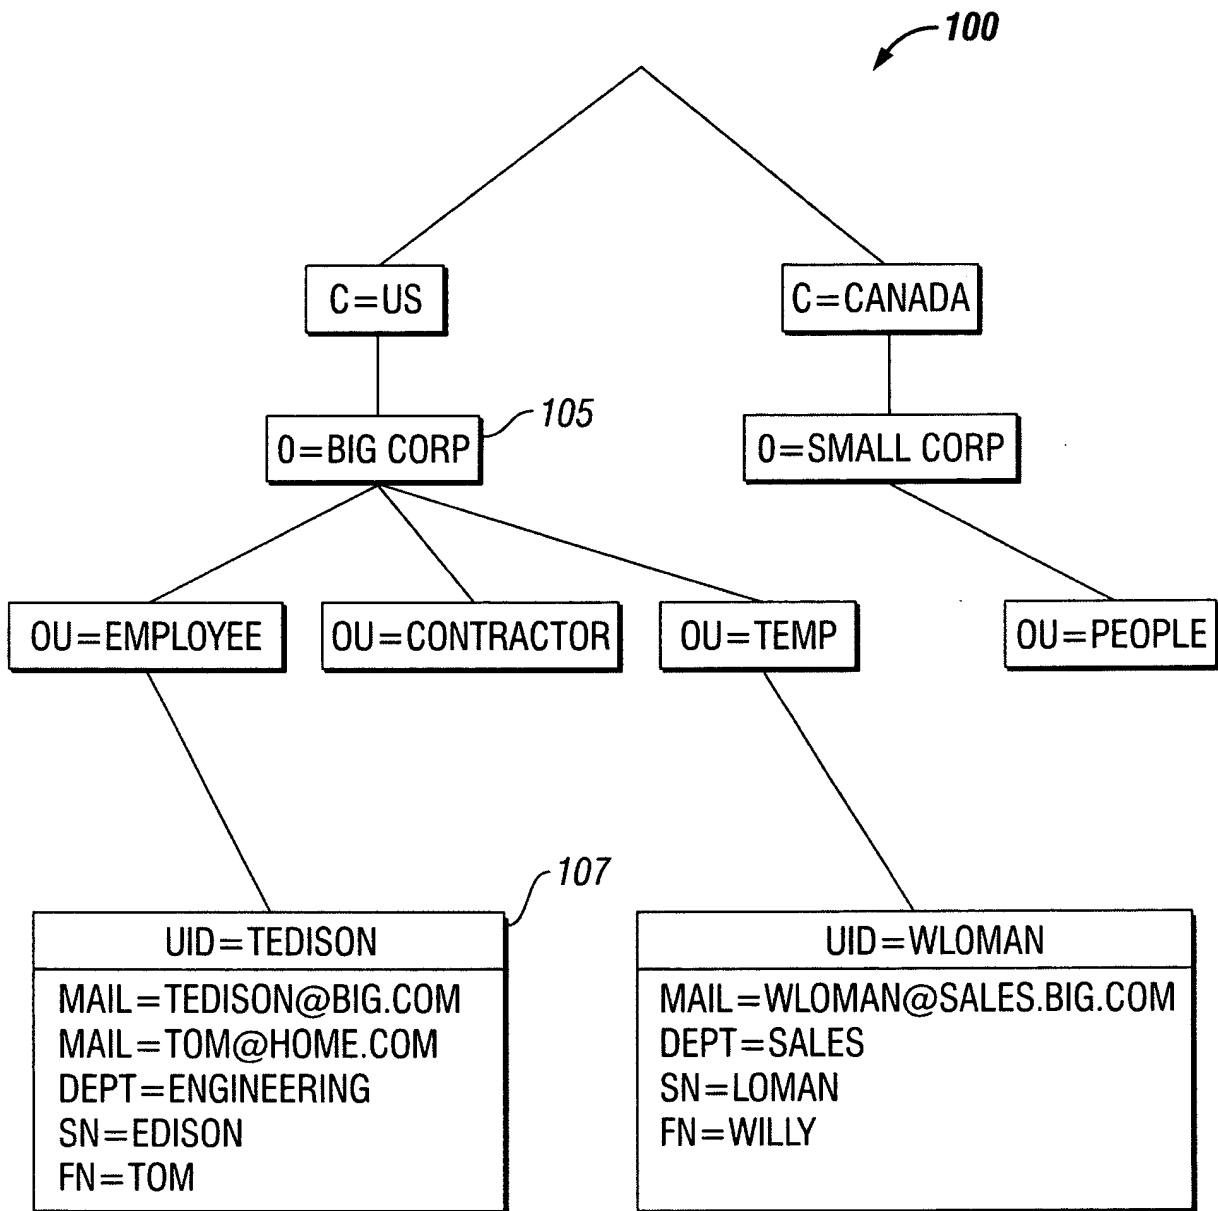 100
C=US
C=CANADA
0=BIG CORP
105
0=SMALL CORP
OU=EMPLOYEE
OU=CONTRACTOR
OU=TEMP
OU=PEOPLE
107
UID=TEDISON
MAIL=TEDISON@BIG.COM
MAIL=TOM@HOME.COM
DEPT=ENGINEERING
SN=EDISON
FN=TOM
UID=WLOMAN
MAIL=WLOMAN@SALES.BIG.COM
DEPT=SALES
SN=LOMAN
FN=WILLY